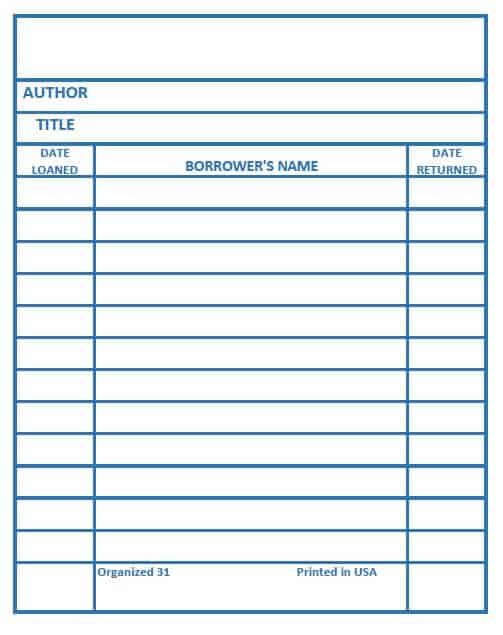 AUTHOR
TITLE
DATE LOANED
BORROWER'S NAME
DATE RETURNED
Organized 31 Printed in USA